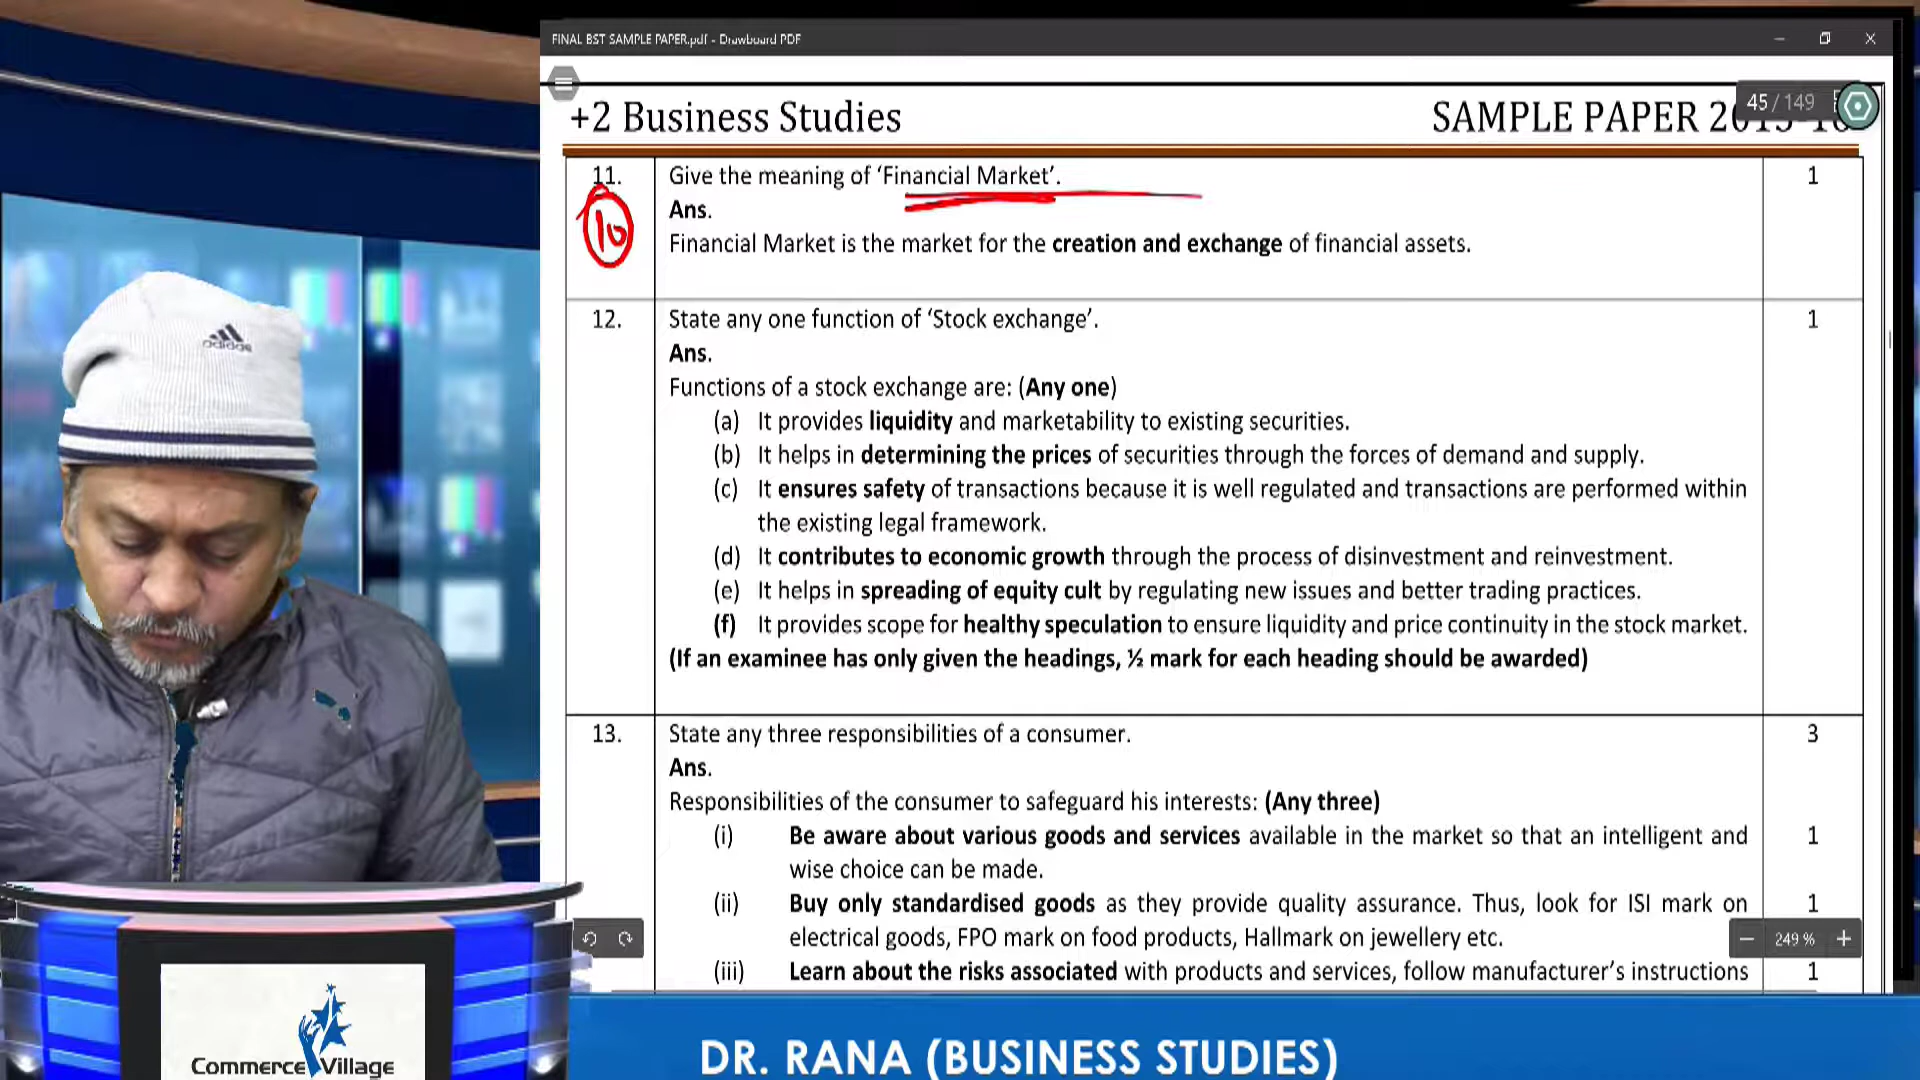 FINAL BST SAMPLE PAPER.pdf - Drawboard PDF
+2 Business Studies
SAMPLE PAPER
45 / 149
11.
Give the meaning of ‘Financial Market’.
1
10
Ans.
Financial Market is the market for the creation and exchange of financial assets.
12.
State any one function of ‘Stock exchange’.
1
Ans.
Functions of a stock exchange are: (Any one)
(a) It provides liquidity and marketability to existing securities.
(b) It helps in determining the prices of securities through the forces of demand and supply.
(c) It ensures safety of transactions because it is well regulated and transactions are performed within
the existing legal framework.
(d) It contributes to economic growth through the process of disinvestment and reinvestment.
(e) It helps in spreading of equity cult by regulating new issues and better trading practices.
(f) It provides scope for healthy speculation to ensure liquidity and price continuity in the stock market.
(If an examinee has only given the headings, ½ mark for each heading should be awarded)
13.
State any three responsibilities of a consumer.
3
Ans.
Responsibilities of the consumer to safeguard his interests: (Any three)
(i) Be aware about various goods and services available in the market so that an intelligent and
1
wise choice can be made.
(ii) Buy only standardised goods as they provide quality assurance. Thus, look for ISI mark on
1
electrical goods, FPO mark on food products, Hallmark on jewellery etc.
249 %
(iii) Learn about the risks associated with products and services, follow manufacturer’s instructions
1
adidas
Commerce Village
DR. RANA (BUSINESS STUDIES)